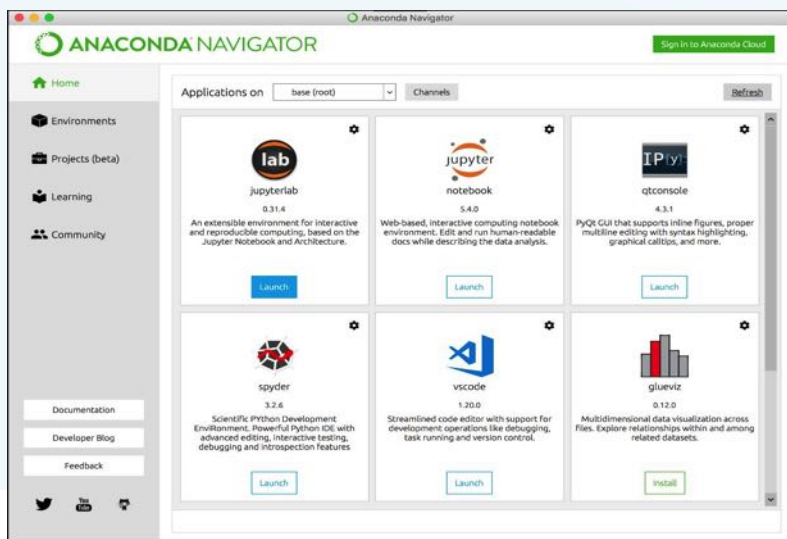 Anaconda Navigator
ANACONDA NAVIGATOR
Sign in to Anaconda Cloud
Home
Environments
Projects (beta)
Learning
Community
Documentation
Developer Blog
Feedback
You
Tube
Applications on
base (root)
Channels
Refresh
lab
jupyterlab
0.31.4
An extensible environment for interactive
and reproducible computing, based on the
Jupyter Notebook and Architecture.
Launch
jupyter
notebook
5.4.0
Web-based, interactive computing notebook
environment. Edit and run human-readable
docs while describing the data analysis.
Launch
IP[y]:
qtconsole
4.3.1
PyQt GUI that supports inline figures, proper
multiline editing with syntax highlighting,
graphical calltips, and more.
Launch
spyder
3.2.6
Scientific PYthon Development
EnviRonment. Powerful Python IDE with
advanced editing, interactive testing,
debugging and introspection features
Launch
vscode
1.20.0
Streamlined code editor with support for
development operations like debugging,
task running and version control.
Launch
glueviz
0.12.0
Multidimensional data visualization across
files. Explore relationships within and among
related datasets.
Install